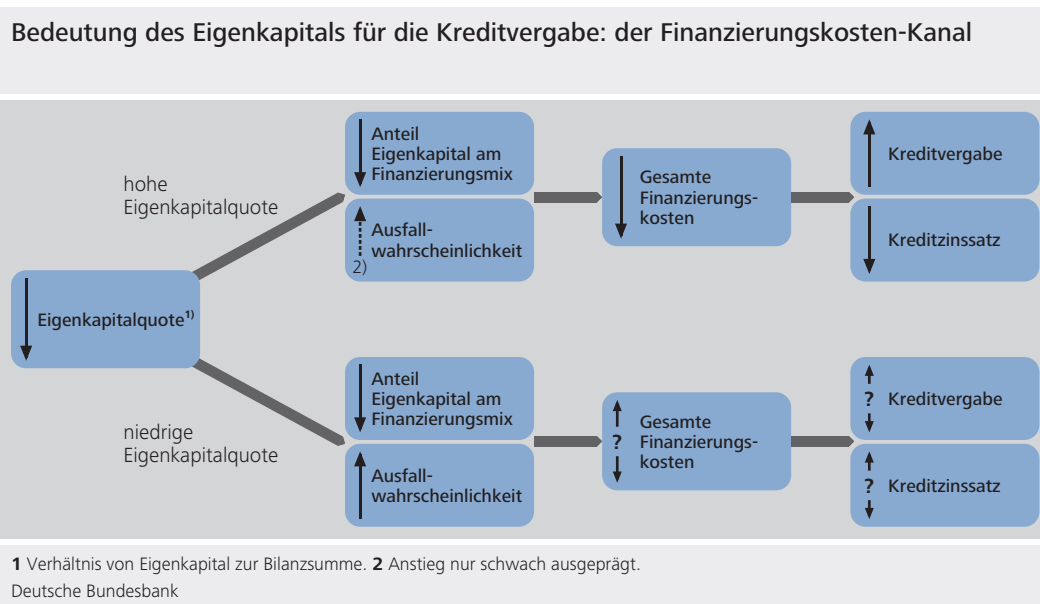 Bedeutung des Eigenkapitals für die Kreditvergabe: der Finanzierungskosten-Kanal
hohe
Eigenkapitalquote
Anteil
Eigenkapital am
Finanzierungsmix
Ausfall-
wahrscheinlichkeit
2)
Gesamte
Finanzierungs-
kosten
Kreditvergabe
Kreditzinssatz
Eigenkapitalquote¹⁾
niedrige
Eigenkapitalquote
Anteil
Eigenkapital am
Finanzierungsmix
Ausfall-
wahrscheinlichkeit
?
Gesamte
Finanzierungs-
kosten
?
Kreditvergabe
?
Kreditzinssatz
1 Verhältnis von Eigenkapital zur Bilanzsumme. 2 Anstieg nur schwach ausgeprägt.
Deutsche Bundesbank